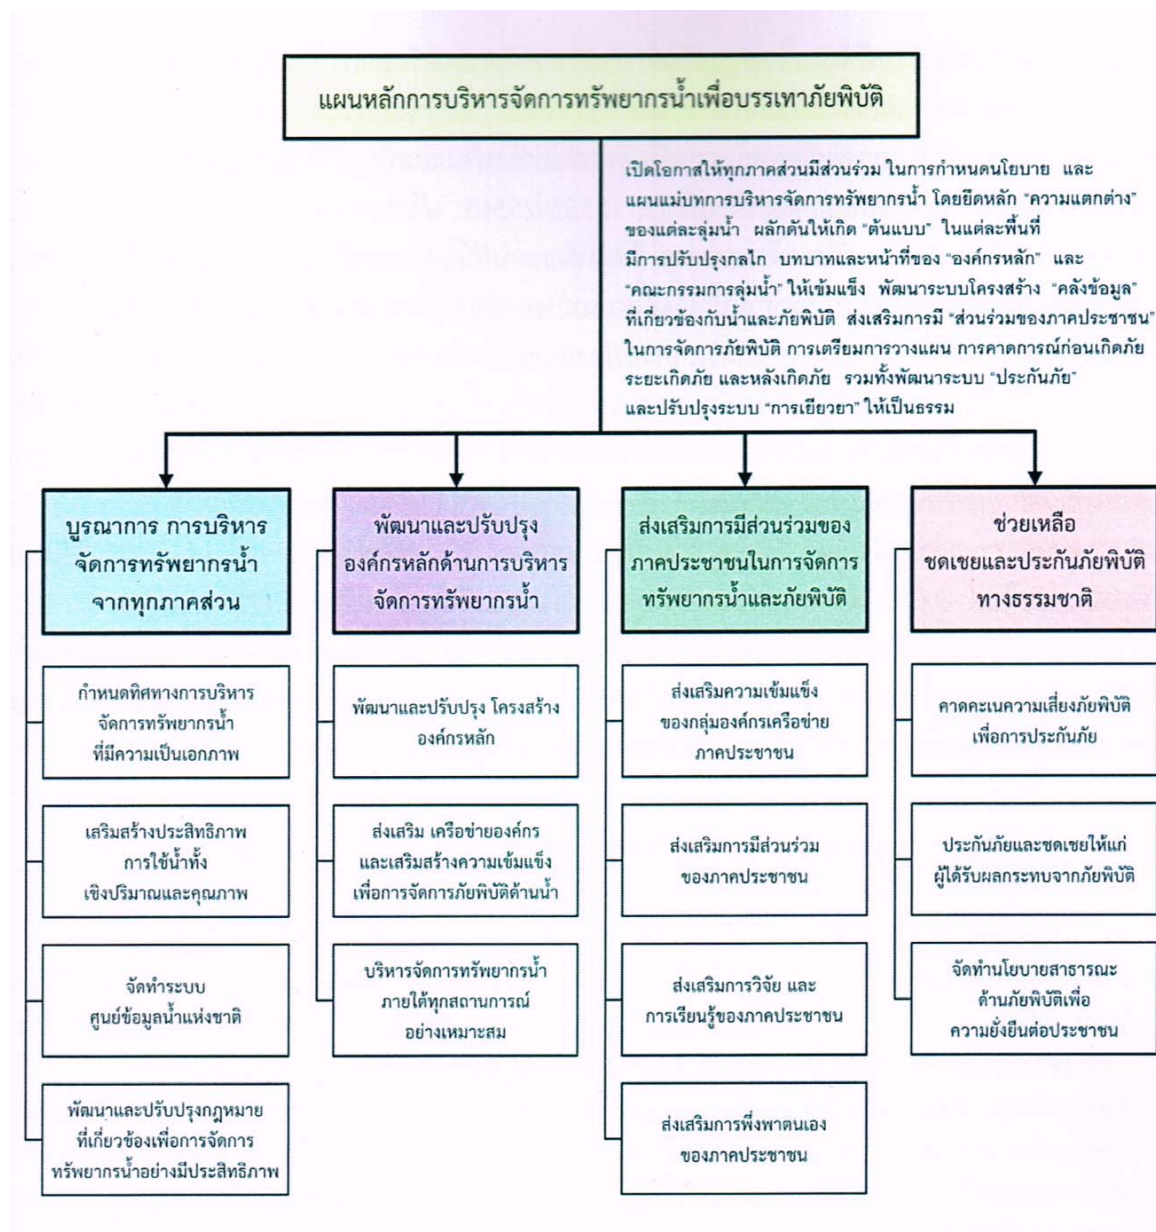 แผนหลักการบริหารจัดการทรัพยากรน้ำเพื่อบรรเทาภัยพิบัติ
เปิดโอกาสให้ทุกภาคส่วนมีส่วนร่วม ในการกำหนดนโยบาย และ
แผนแม่บทการบริหารจัดการทรัพยากรน้ำ โดยยึดหลัก “ความแตกต่าง”
ของแต่ละลุ่มน้ำ ผลักดันให้เกิด “ต้นแบบ” ในแต่ละพื้นที่
มีการปรับปรุงกลไก บทบาทและหน้าที่ของ “องค์กรหลัก” และ
“คณะกรรมการลุ่มน้ำ” ให้เข้มแข็ง พัฒนาระบบโครงสร้าง “คลังข้อมูล”
ที่เกี่ยวข้องกับน้ำและภัยพิบัติ ส่งเสริมการมี “ส่วนร่วมของภาคประชาชน”
ในการจัดการภัยพิบัติ การเตรียมการวางแผน การคาดการณ์ก่อนเกิดภัย
ระยะเกิดภัย และหลังเกิดภัย รวมทั้งพัฒนาระบบ “ประกันภัย”
และปรับปรุงระบบ “การเยียวยา” ให้เป็นธรรม
บูรณาการ การบริหาร
จัดการทรัพยากรน้ำ
จากทุกภาคส่วน
กำหนดทิศทางการบริหาร
จัดการทรัพยากรน้ำ
ที่มีความเป็นเอกภาพ
เสริมสร้างประสิทธิภาพ
การใช้น้ำทั้ง
เชิงปริมาณและคุณภาพ
จัดทำระบบ
ศูนย์ข้อมูลน้ำแห่งชาติ
พัฒนาและปรับปรุงกฎหมาย
ที่เกี่ยวข้องเพื่อการจัดการ
ทรัพยากรน้ำอย่างมีประสิทธิภาพ
พัฒนาและปรับปรุง
องค์กรหลักด้านการบริหาร
จัดการทรัพยากรน้ำ
พัฒนาและปรับปรุง โครงสร้าง
องค์กรหลัก
ส่งเสริม เครือข่ายองค์กร
และเสริมสร้างความเข้มแข็ง
เพื่อการจัดการภัยพิบัติด้านน้ำ
บริหารจัดการทรัพยากรน้ำ
ภายใต้ทุกสถานการณ์
อย่างเหมาะสม
ส่งเสริมการมีส่วนร่วมของ
ภาคประชาชนในการจัดการ
ทรัพยากรน้ำและภัยพิบัติ
ส่งเสริมความเข้มแข็ง
ของกลุ่มองค์กรเครือข่าย
ภาคประชาชน
ส่งเสริมการมีส่วนร่วม
ของภาคประชาชน
ส่งเสริมการวิจัย และ
การเรียนรู้ของภาคประชาชน
ส่งเสริมการพึ่งพาตนเอง
ของภาคประชาชน
ช่วยเหลือ
ชดเชยและประกันภัยพิบัติ
ทางธรรมชาติ
คาดคะเนความเสี่ยงภัยพิบัติ
เพื่อการประกันภัย
ประกันภัยและชดเชยให้แก่
ผู้ได้รับผลกระทบจากภัยพิบัติ
จัดทำนโยบายสาธารณะ
ด้านภัยพิบัติเพื่อ
ความยั่งยืนต่อประชาชน